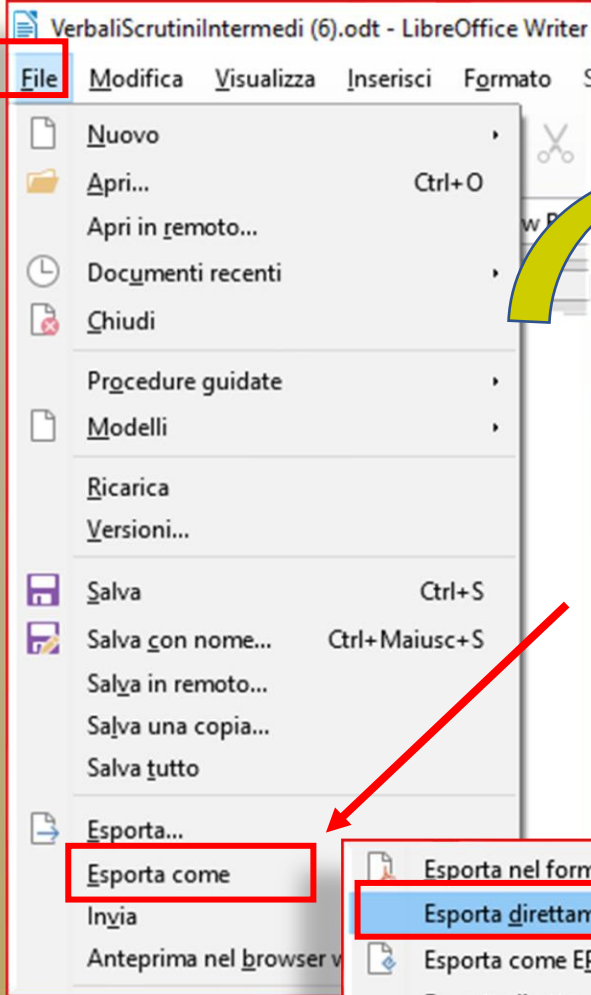 VerbaliScrutiniIntermedi (6).odt - LibreOffice Writer
File Modifica Visualizza Inserisci Formato S
Nuovo
Apri... Ctrl+O
Apri in remoto...
Documenti recenti
Chiudi
Procedure guidate
Modelli
Ricarica
Versioni...
Salva Ctrl+S
Salva con nome... Ctrl+Maiusc+S
Salva in remoto...
Salva una copia...
Salva tutto
Esporta...
Esporta come
Esporta nel form
Esporta direttam
Invia
Anteprima nel browser w
Esporta come EP